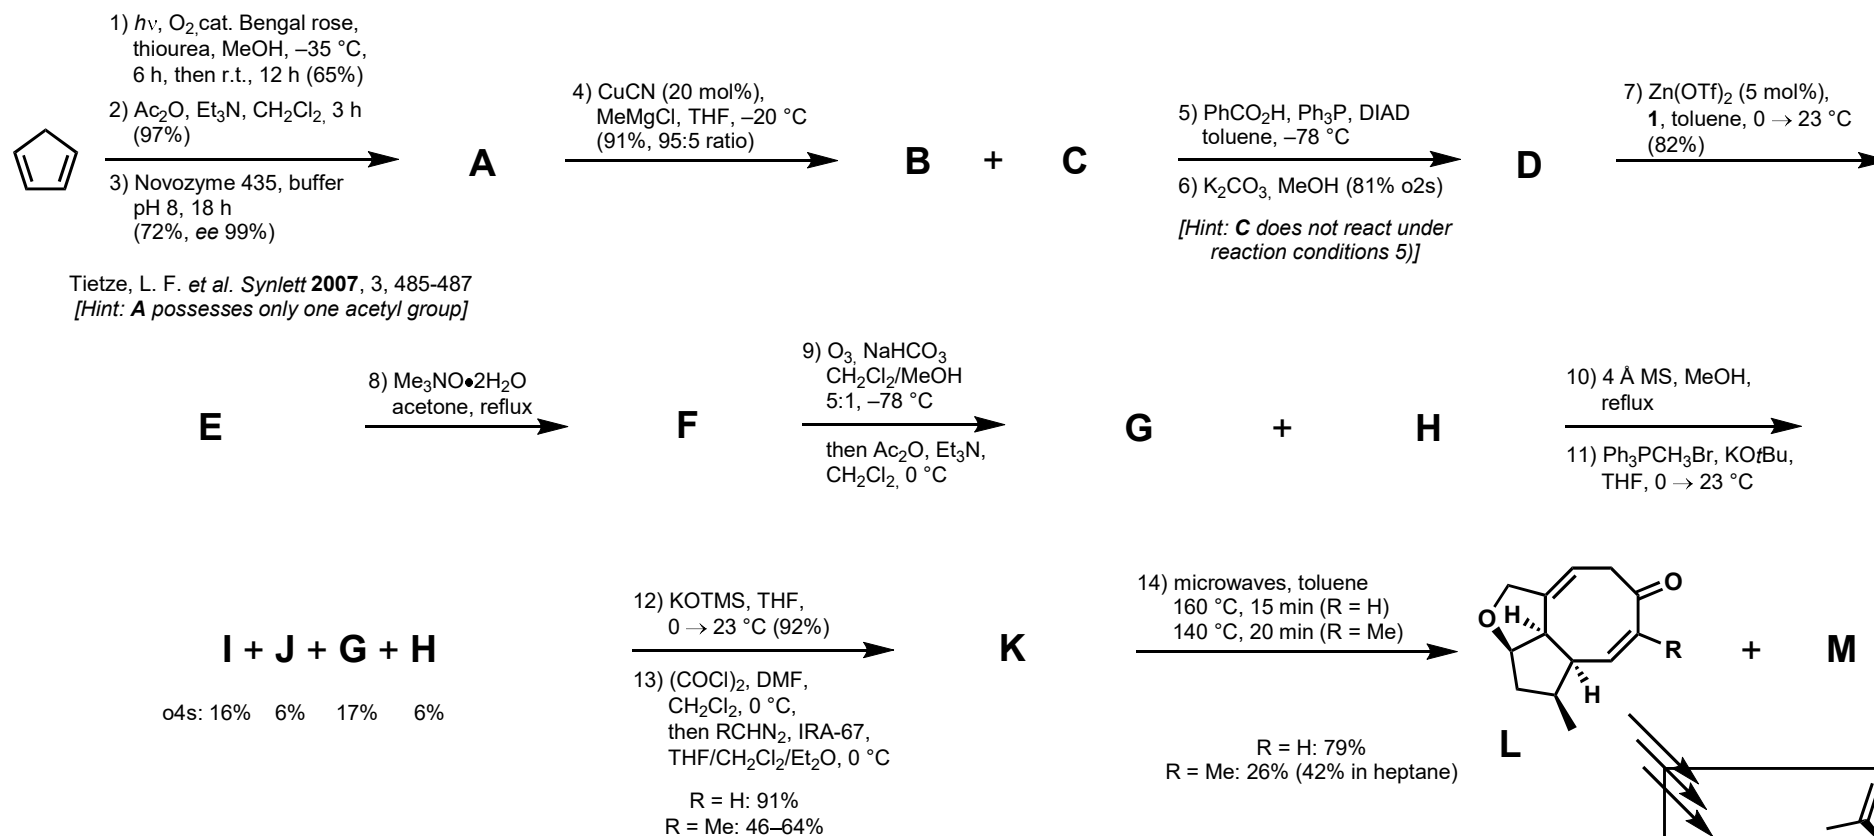 1) hν, O2, cat. Bengal rose,
thiourea, MeOH, –35 °C,
6 h, then r.t., 12 h (65%)
2) Ac2O, Et3N, CH2Cl2, 3 h
(97%)
3) Novozyme 435, buffer
pH 8, 18 h
(72%, ee 99%)
Tietze, L. F. et al. Synlett 2007, 3, 485-487
[Hint: A possesses only one acetyl group]
A
4) CuCN (20 mol%),
MeMgCl, THF, –20 °C
(91%, 95:5 ratio)
B + C
5) PhCO2H, Ph3P, DIAD
toluene, –78 °C
6) K2CO3, MeOH (81% o2s)
[Hint: C does not react under
reaction conditions 5)]
D
7) Zn(OTf)2 (5 mol%),
1, toluene, 0 → 23 °C
(82%)
E
8) Me3NO•2H2O
acetone, reflux
F
9) O3, NaHCO3
CH2Cl2/MeOH
5:1, –78 °C
then Ac2O, Et3N,
CH2Cl2, 0 °C
G + H
10) 4 Å MS, MeOH,
reflux
11) Ph3PCH3Br, KOtBu,
THF, 0 → 23 °C
I + J + G + H
o4s: 16% 6% 17% 6%
12) KOTMS, THF,
0 → 23 °C (92%)
13) (COCl)2, DMF,
CH2Cl2, 0 °C,
then RCHN2, IRA-67,
THF/CH2Cl2/Et2O, 0 °C
R = H: 91%
R = Me: 46–64%
K
14) microwaves, toluene
160 °C, 15 min (R = H)
140 °C, 20 min (R = Me)
R = H: 79%
R = Me: 26% (42% in heptane)
O
O
H
R
H
L
+ M